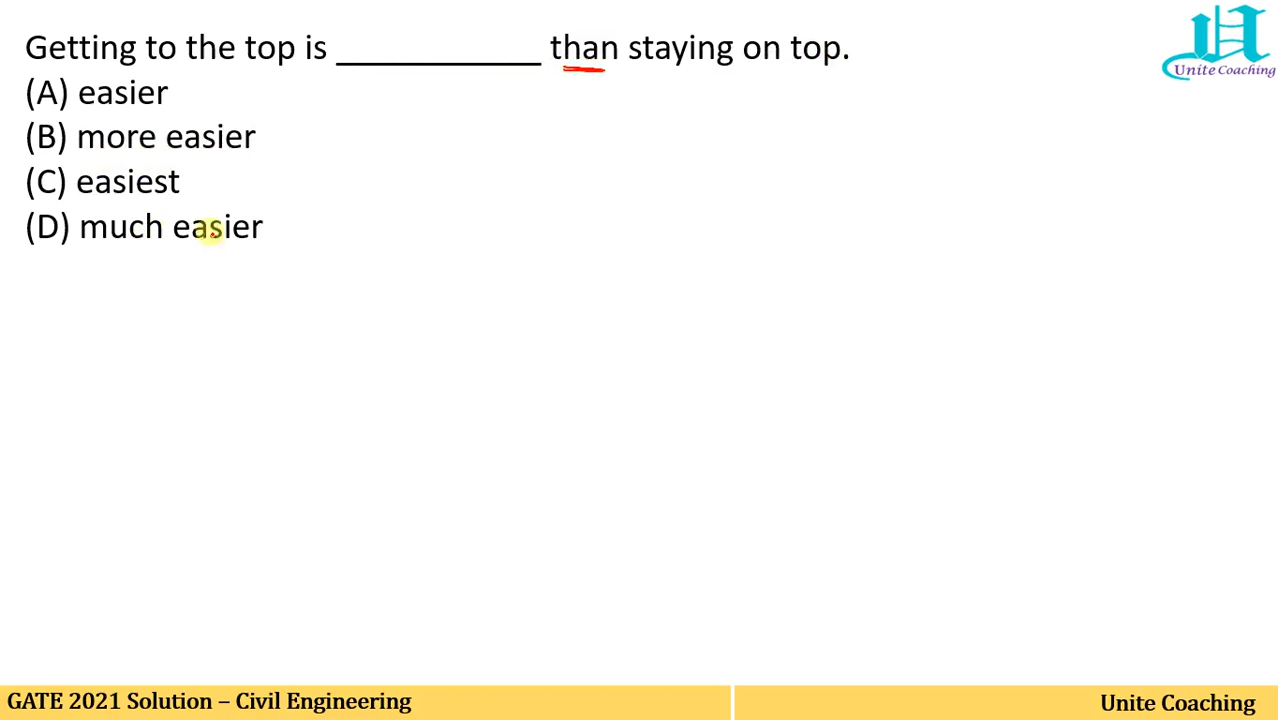 Getting to the top is ____________ than staying on top.
(A) easier
(B) more easier
(C) easiest
(D) much easier
Unite Coaching
GATE 2021 Solution – Civil Engineering
Unite Coaching